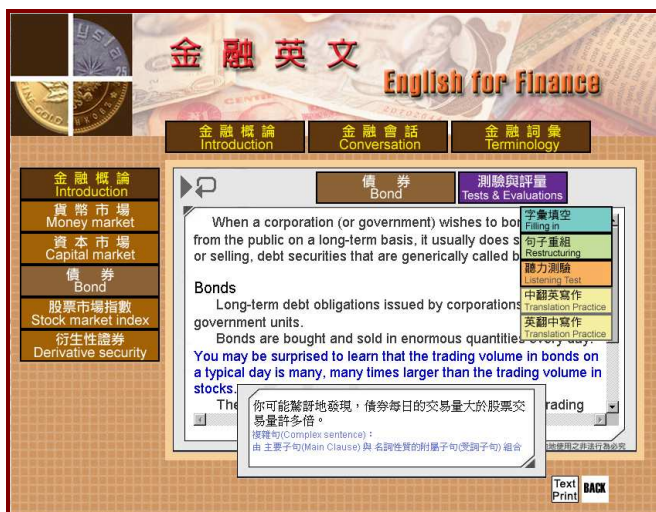 金融英文
English for Finance
金融概論
Introduction
金融會話
Conversation
金融詞彙
Terminology
金融概論
Introduction
貨幣市場
Money market
資本市場
Capital market
債券
Bond
股票市場指數
Stock market index
衍生性證券
Derivative security
債券
Bond
測驗與評量
Tests & Evaluations
字彙填空
Filling in
句子重組
Restructuring
聽力測驗
Listening Test
中翻英寫作
Translation Practice
英翻中寫作
Translation Practice
When a corporation (or government) wishes to
from the public on a long-term basis, it usually does
or selling, debt securities that are generically called
Bonds
Long-term debt obligations issued by corporations
government units.
Bonds are bought and sold in enormous quantities every day.
You may be surprised to learn that the trading volume in bonds on
a typical day is many, many times larger than the trading volume in
stocks.
你可能驚訝地發現，債券每日的交易量大於股票交
易量許多倍。
複雜句(Complex sentence)：
由 主要子句(Main Clause) 與 名詞性質的附屬子句(受詞子句) 組合
使用之非法行為必究
Text
Print
BACK